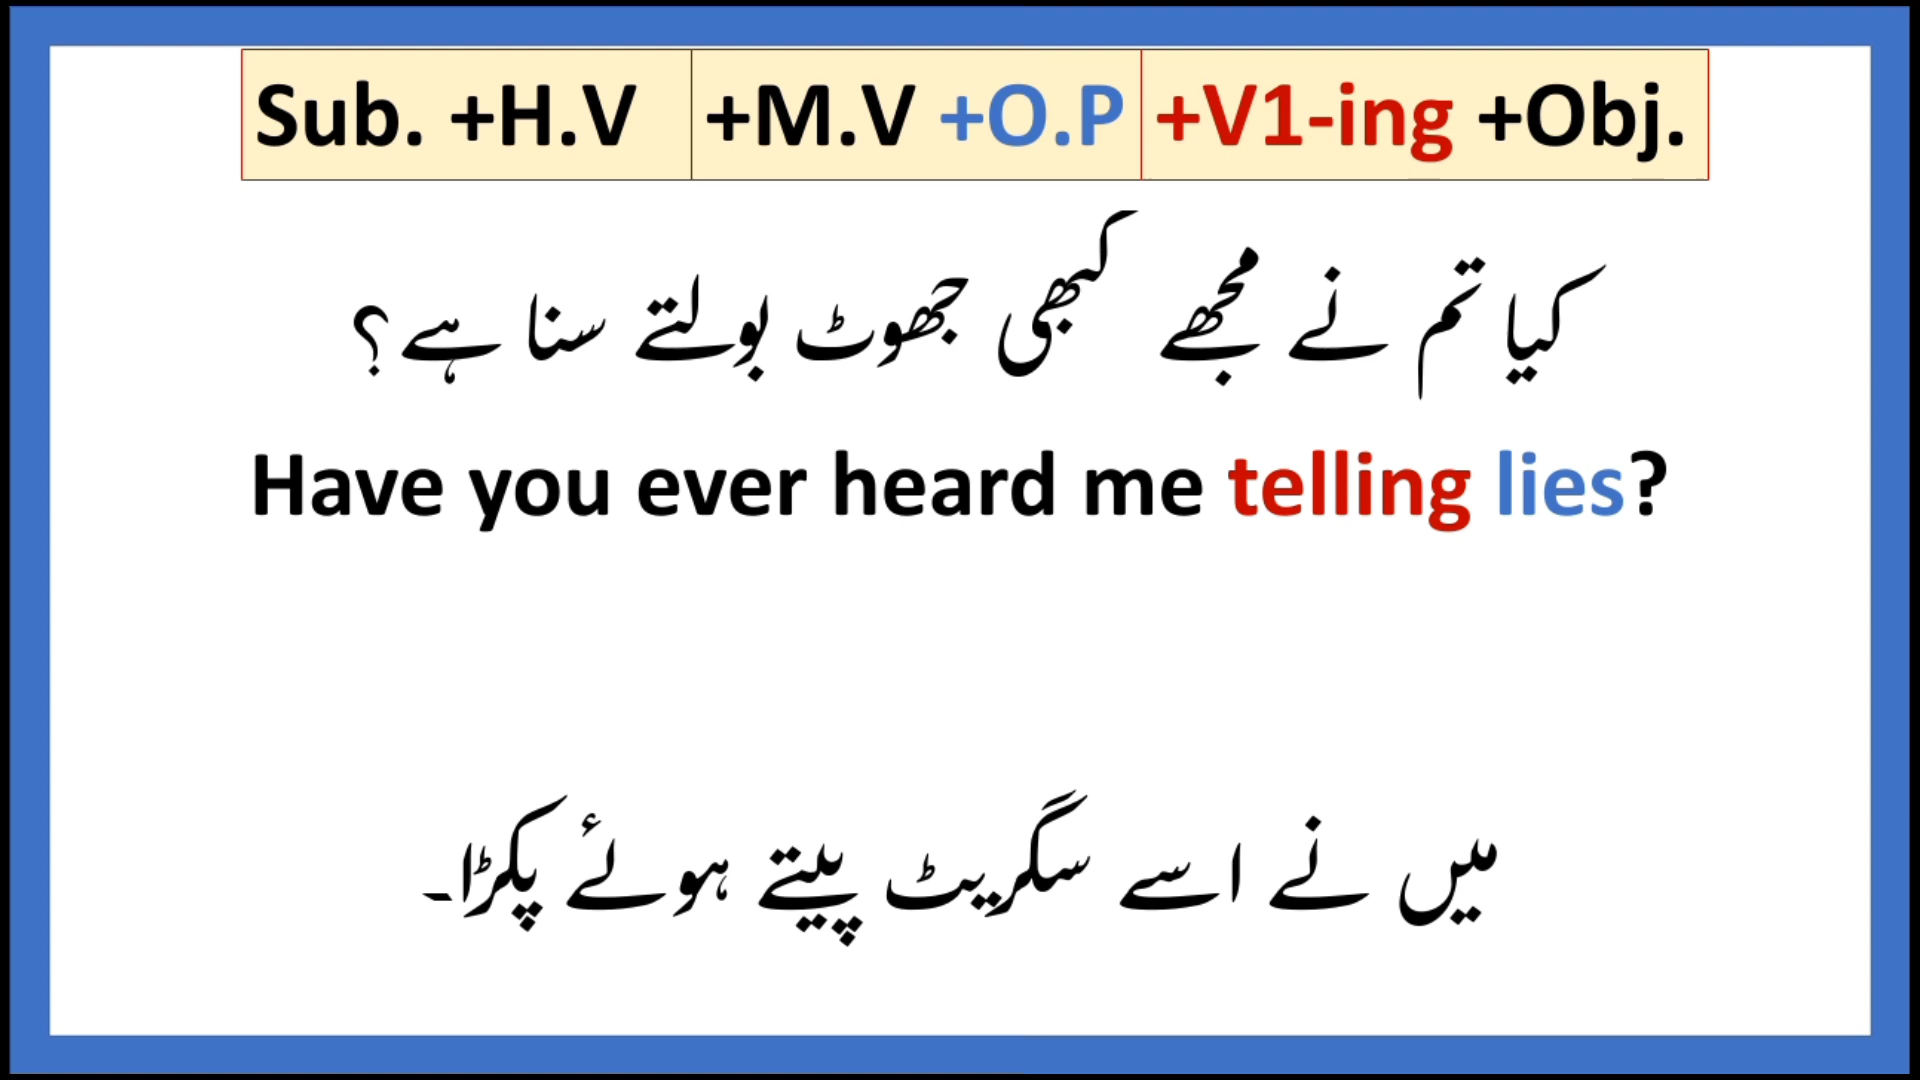 Sub. +H.V +M.V +O.P +V1-ing +Obj.
کیا تم نے مجھے کبھی جھوٹ بولتے سنا ہے؟
Have you ever heard me telling lies?
میں نے اسے سگریٹ پیتے ہوئے پکڑا۔